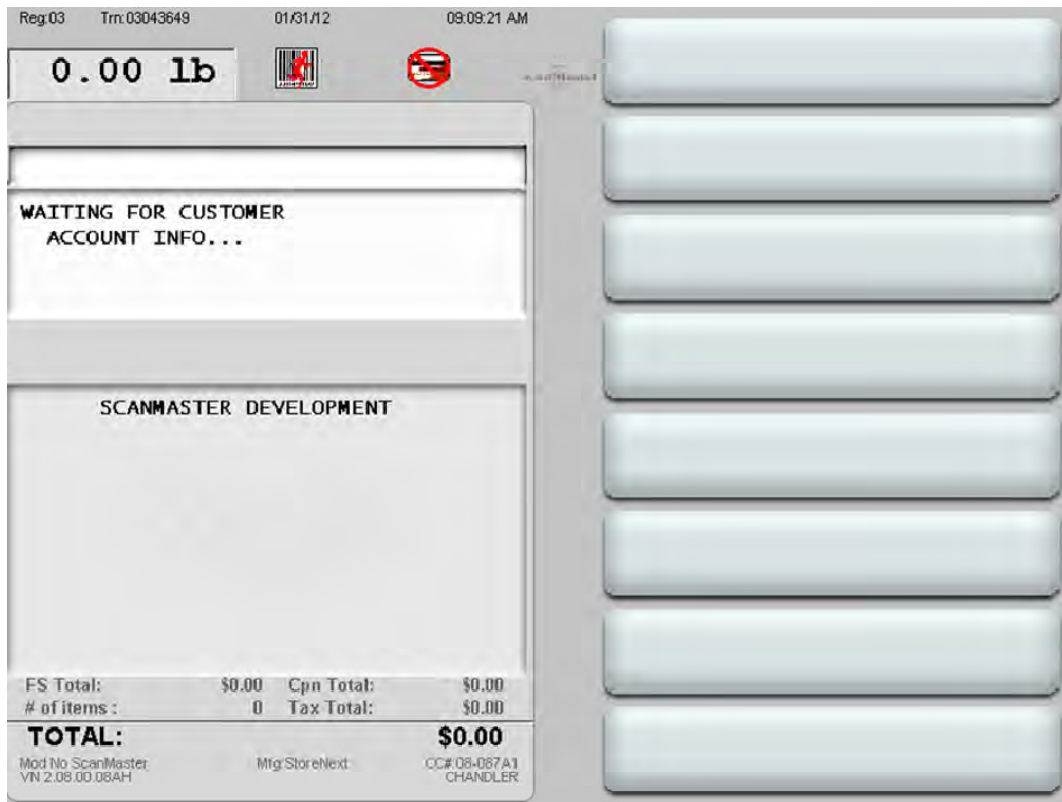 Reg:03 Trn:03043649 01/31/12 09:09:21 AM
0.00 lb
WAITING FOR CUSTOMER
ACCOUNT INFO...
SCANMASTER DEVELOPMENT
FS Total: $0.00 Cpn Total: $0.00
# of items : 0 Tax Total: $0.00
TOTAL: $0.00
Mod No ScanMaster Mfg:StoreNext CC#:08-087A1
VN 2.08.00.08AH CHANDLER